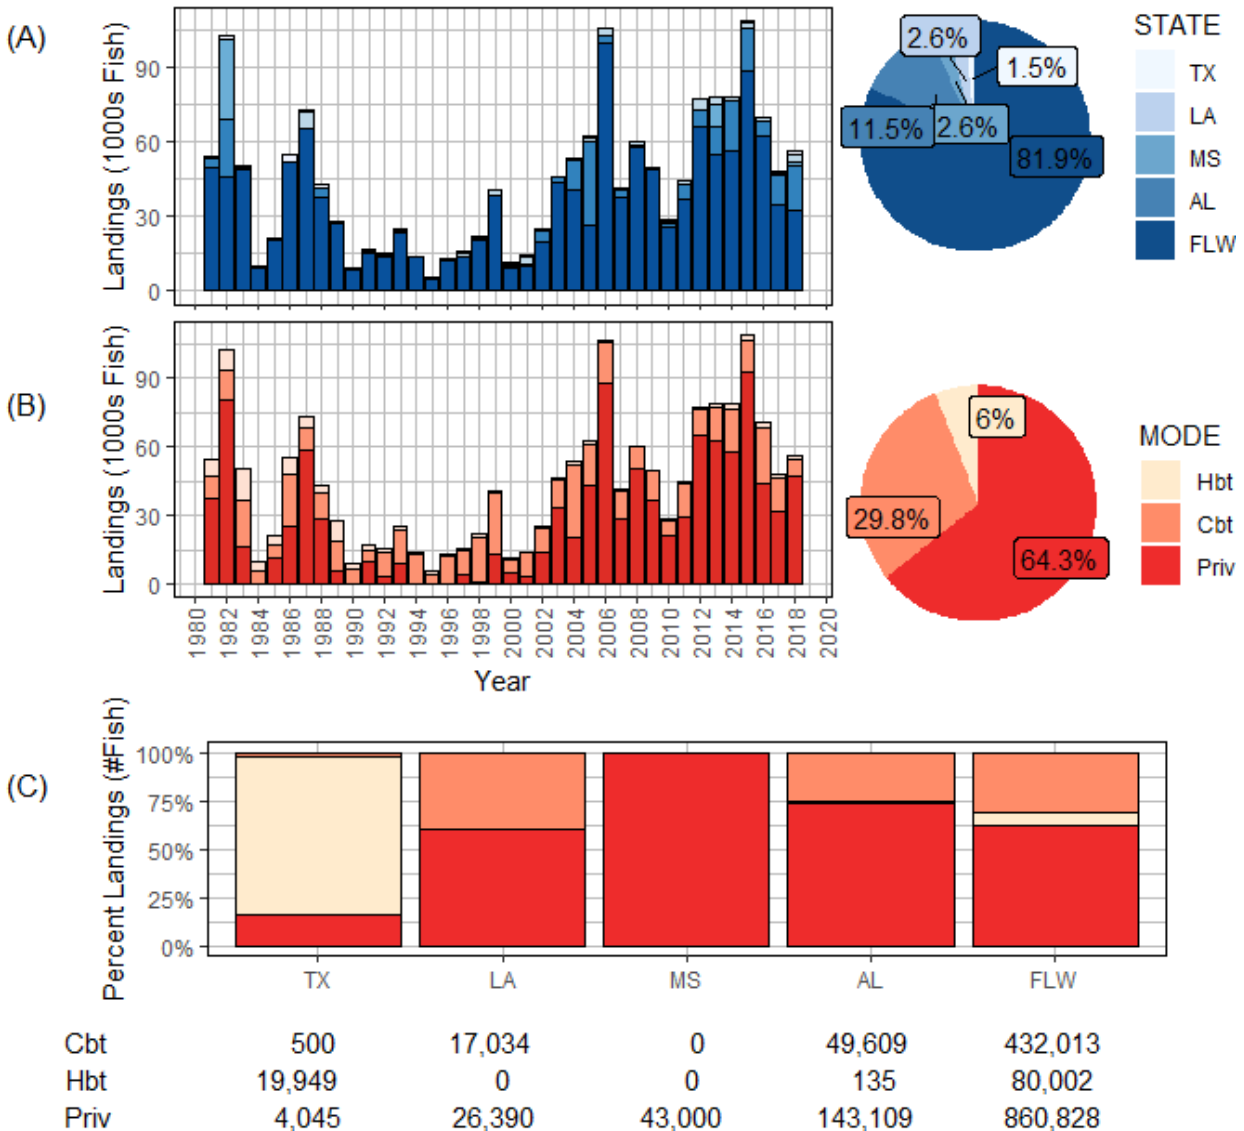 (A)
Landings (1000s Fish)
90
60
30
0
2.6%
1.5%
11.5%
2.6%
81.9%
STATE
TX
LA
MS
AL
FLW
(B)
Landings (1000s Fish)
90
60
30
0
1980 1982 1984 1986 1988 1990 1992 1994 1996 1998 2000 2002 2004 2006 2008 2010 2012 2014 2016 2018 2020
Year
6%
29.8%
64.3%
MODE
Hbt
Cbt
Priv
(C)
Percent Landings (#Fish)
100%
75%
50%
25%
0%
TX LA MS AL FLW
Cbt 500 17,034 0 49,609 432,013
Hbt 19,949 0 0 135 80,002
Priv 4,045 26,390 43,000 143,109 860,828